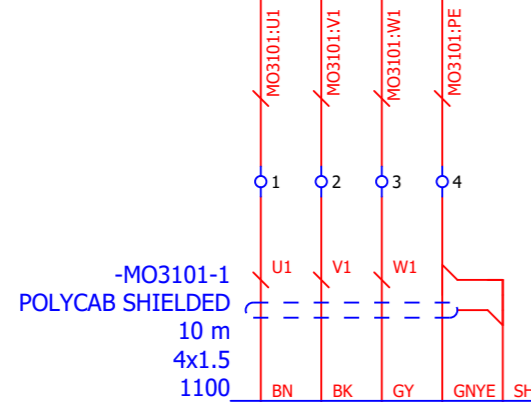 MO3101:U1 MO3101:V1 MO3101:W1 MO3101:PE
1 2 3 4
U1 V1 W1
-MO3101-1
POLYCAB SHIELDED
10 m
4x1.5
1100
BN BK GY GNYE SH